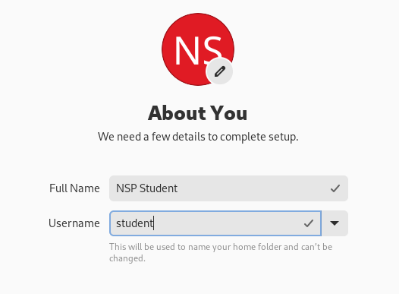 NS
About You
We need a few details to complete setup.
Full Name NSP Student
Username student
This will be used to name your home folder and can't be
changed.